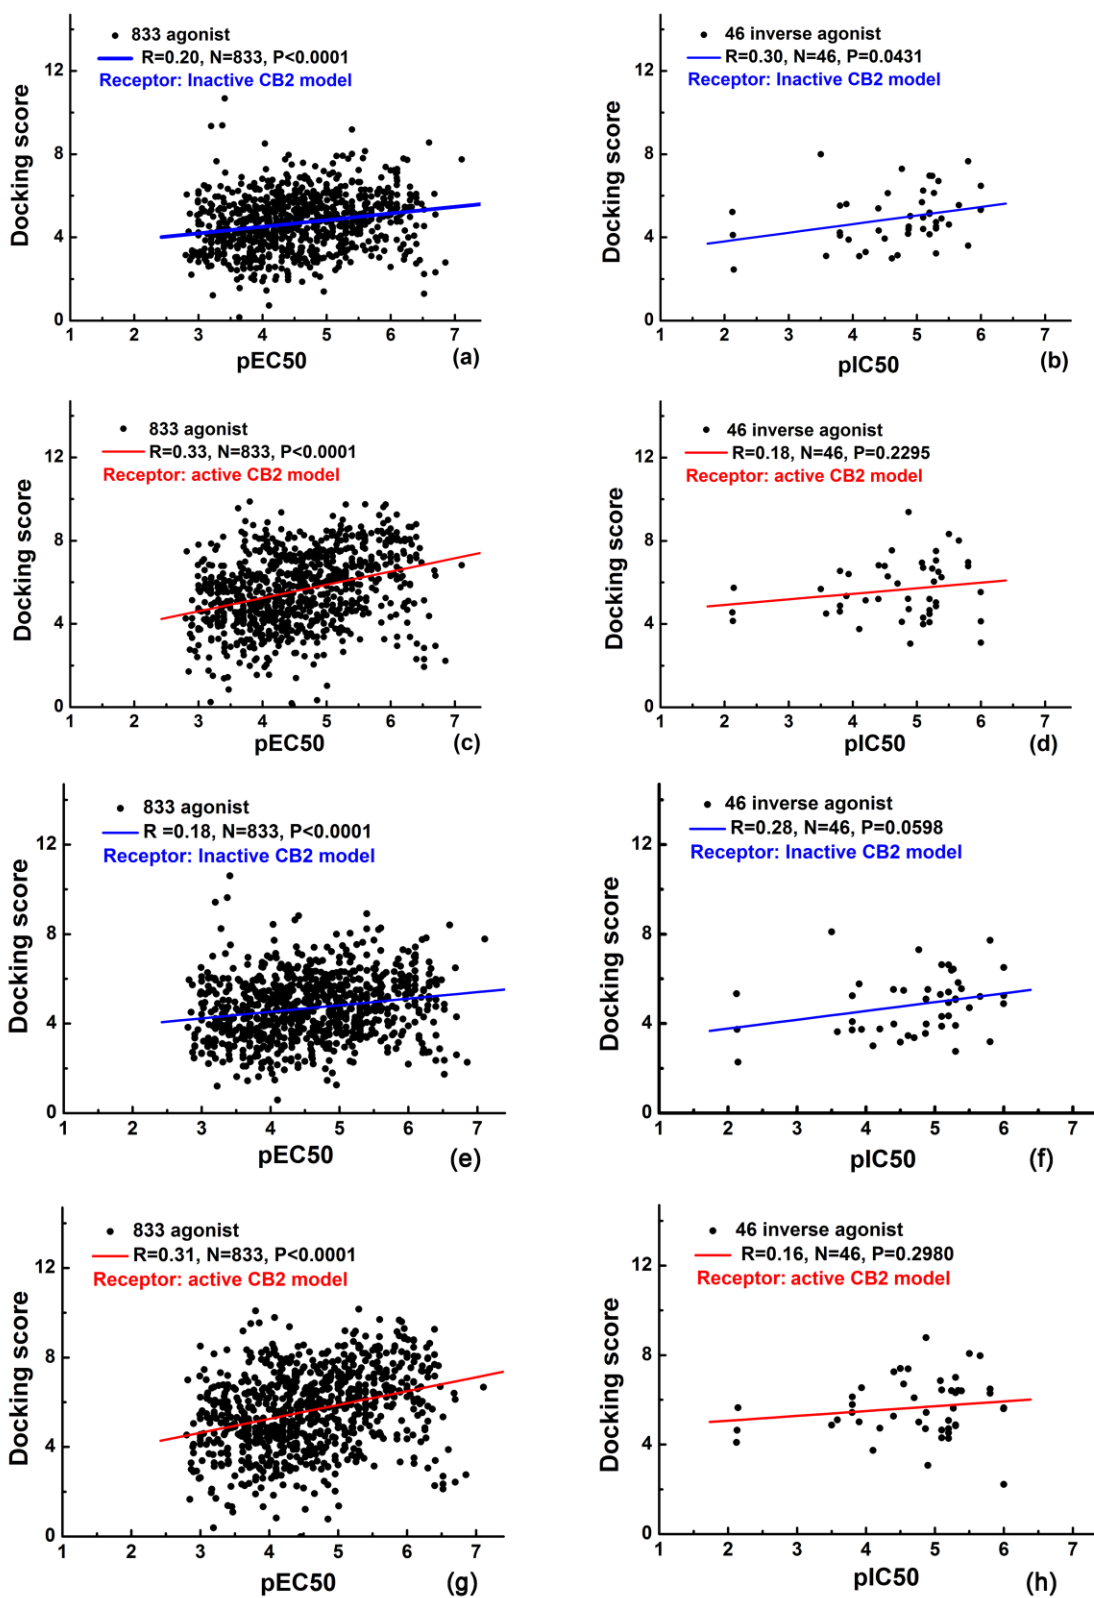 833 agonist
R=0.20, N=833, P<0.0001
Receptor: Inactive CB2 model
Docking score
12
8
4
0
1 2 3 4 5 6 7
pEC50
(a)
46 inverse agonist
R=0.30, N=46, P=0.0431
Receptor: Inactive CB2 model
Docking score
12
8
4
0
1 2 3 4 5 6 7
pIC50
(b)
833 agonist
R=0.33, N=833, P<0.0001
Receptor: active CB2 model
Docking score
12
8
4
0
1 2 3 4 5 6 7
pEC50
(c)
46 inverse agonist
R=0.18, N=46, P=0.2295
Receptor: active CB2 model
Docking score
12
8
4
0
1 2 3 4 5 6 7
pIC50
(d)
833 agonist
R =0.18, N=833, P<0.0001
Receptor: Inactive CB2 model
Docking score
12
8
4
0
1 2 3 4 5 6 7
pEC50
(e)
46 inverse agonist
R=0.28, N=46, P=0.0598
Receptor: Inactive CB2 model
Docking score
12
8
4
0
1 2 3 4 5 6 7
pIC50
(f)
833 agonist
R=0.31, N=833, P<0.0001
Receptor: active CB2 model
Docking score
12
8
4
0
1 2 3 4 5 6 7
pEC50
(g)
46 inverse agonist
R=0.16, N=46, P=0.2980
Receptor: active CB2 model
Docking score
12
8
4
0
1 2 3 4 5 6 7
pIC50
(h)